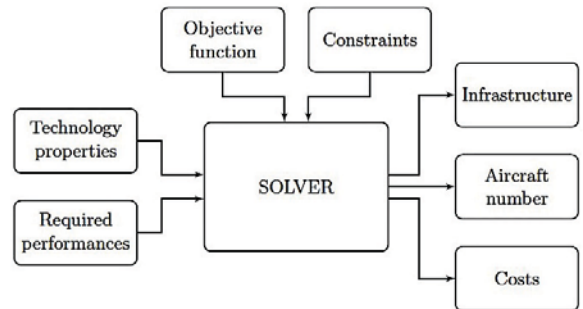 Objective
function
Constraints
Technology
properties
Required
performances
SOLVER
Infrastructure
Aircraft
number
Costs